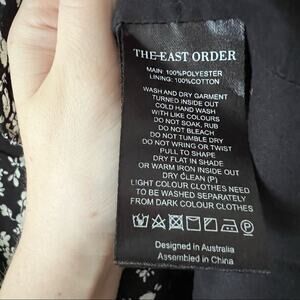 THE EAST ORDER
MAIN: 100%POLYESTER
LINING: 100%COTTON
WASH AND DRY GARMENT
TURNED INSIDE OUT
COLD HAND WASH
WITH LIKE COLOURS
DO NOT SOAK, RUB
DO NOT BLEACH
DO NOT TUMBLE DRY
DO NOT WRING OR TWIST
PULL TO SHAPE
DRY FLAT IN SHADE
OR WARM IRON INSIDE OUT
DRY CLEAN (P)
LIGHT COLOUR CLOTHES NEED
TO BE WASHED SEPARATELY
FROM DARK COLOUR CLOTHES
Designed in Australia
Assembled in China